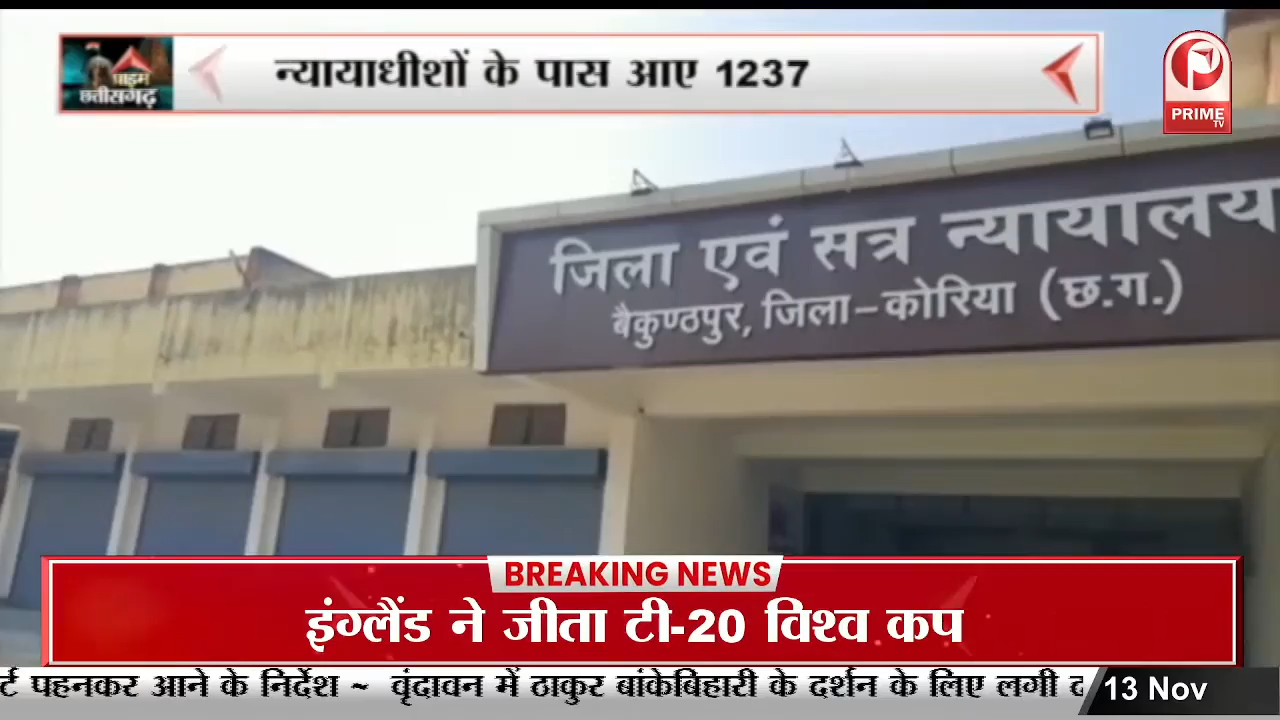 प्राइम
छत्तीसगढ़
न्यायाधीशों के पास आए 1237
PRIME
TV
जिला एवं सत्र न्यायालय
बैकुण्ठपुर, जिला-कोरिया (छ.ग.)
BREAKING NEWS
इंग्लैंड ने जीता टी-20 विश्व कप
पहनकर आने के निर्देश ~ वृंदावन में ठाकुर बांकेबिहारी के दर्शन के लिए लगी
13 Nov